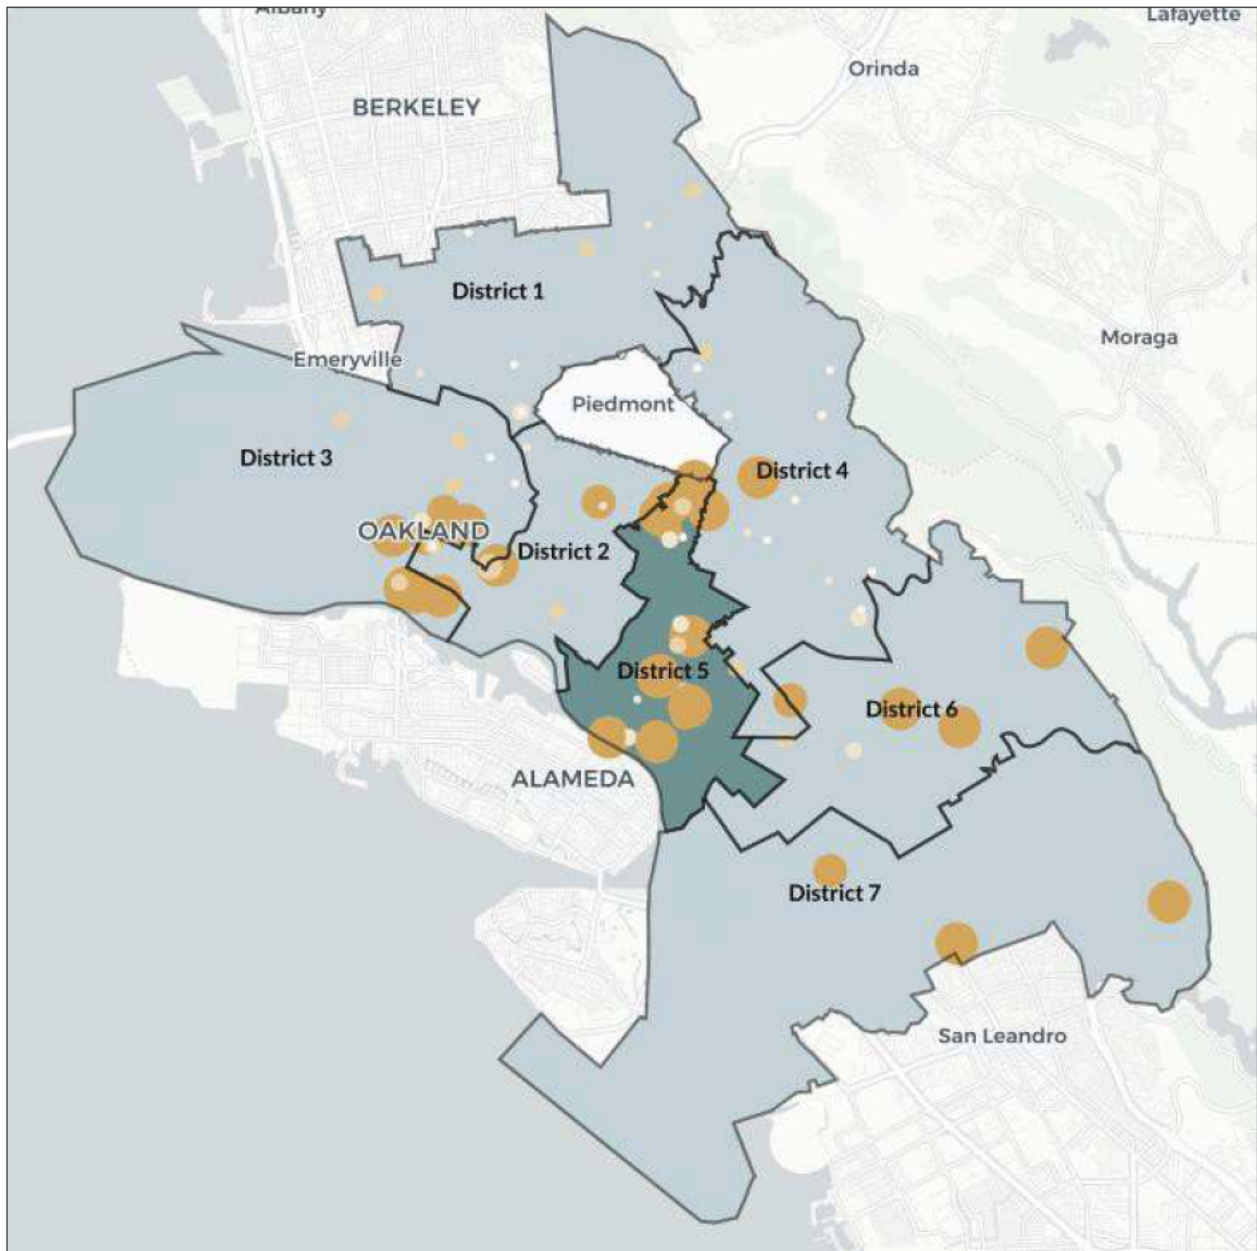 Albany
Lafayette
Orinda
BERKELEY
District 1
Moraga
Emeryville
Piedmont
District 3
District 4
OAKLAND
District 2
District 5
District 6
ALAMEDA
District 7
San Leandro